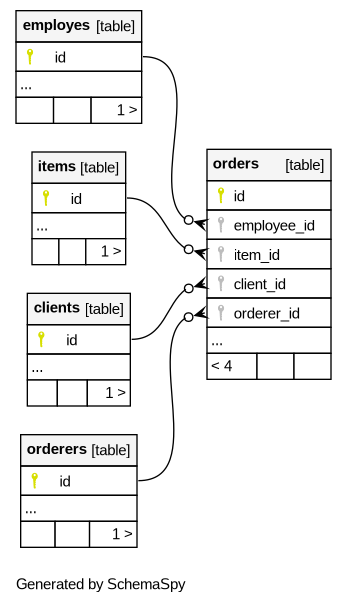 employes [table]
id
...
1 >
items [table]
id
...
1 >
orders [table]
id
employee_id
item_id
client_id
orderer_id
...
< 4
clients [table]
id
...
1 >
orderers [table]
id
...
1 >
Generated by SchemaSpy